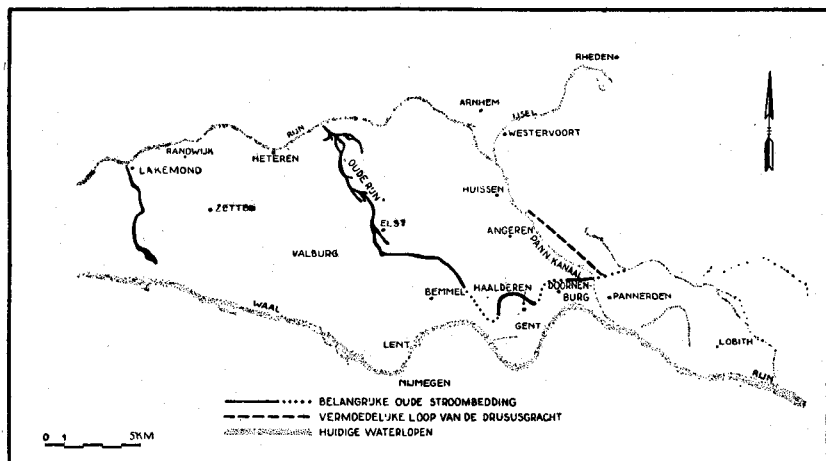 RHEDEN
ARNHEM
IJSEL
WESTERVOORT
RIJN
RANDWIJK
HETEREN
LAKEMOND
OUDE RIJN
HUISSEN
ZETTEN
ELST
ANGEREN
VALBURG
PANN. KANAAL
HAALDEREN
DOORNEN-
BURG
BEMMEL
PANNERDEN
WAAL
GENT
LENT
LOBITH
RIJN
NIJMEGEN
BELANGRIJKE OUDE STROOMBEDDING
VERMOEDELIJKE LOOP VAN DE DRUSUSGRACHT
HUIDIGE WATERLOPEN
0 1 5KM